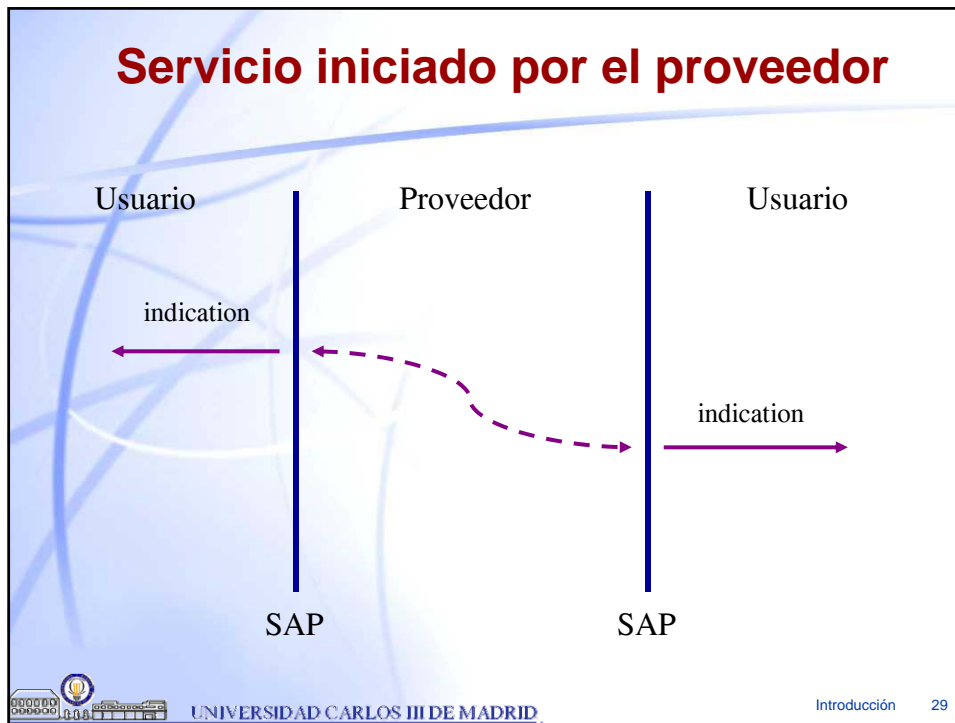 Servicio iniciado por el proveedor
Usuario Proveedor Usuario
indication
indication
SAP SAP
UNIVERSIDAD CARLOS III DE MADRID
Introducción 29